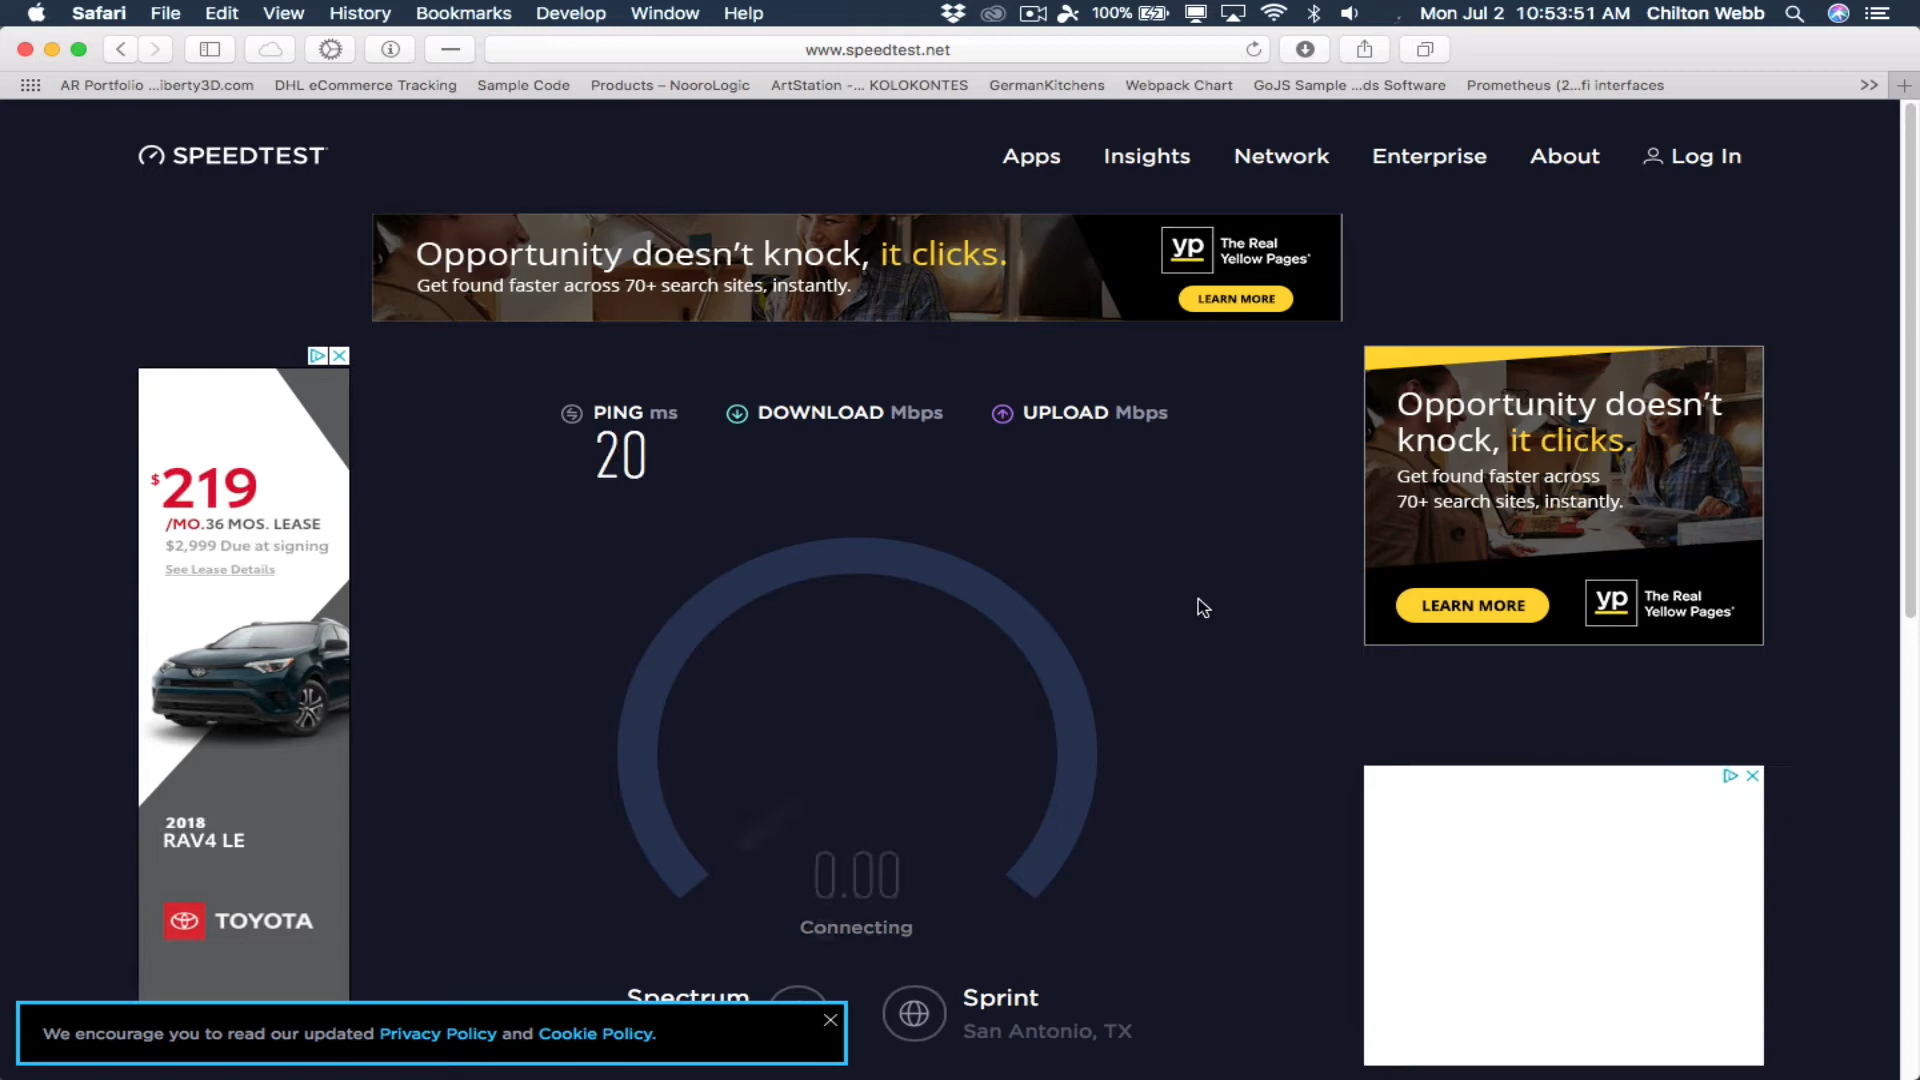 Safari File Edit View History Bookmarks Develop Window Help 100% Mon Jul 2 10:53:51 AM Chilton Webb
www.speedtest.net
AR Portfolio ...iberty3D.com DHL eCommerce Tracking Sample Code Products – NooroLogic ArtStation -... KOLOKONTES GermanKitchens Webpack Chart GoJS Sample ...ds Software Prometheus (2...fi interfaces
SPEEDTEST Apps Insights Network Enterprise About Log In
Opportunity doesn't knock, it clicks.
Get found faster across 70+ search sites, instantly.
yp The Real
Yellow Pages
LEARN MORE
$219
/MO.36 MOS. LEASE
$2,999 Due at signing
See Lease Details
2018
RAV4 LE
TOYOTA
PING ms DOWNLOAD Mbps UPLOAD Mbps
20
0.00
Connecting
Opportunity doesn't
knock, it clicks.
Get found faster across
70+ search sites, instantly.
LEARN MORE
yp The Real
Yellow Pages
Spectrum
Sprint
San Antonio, TX
We encourage you to read our updated Privacy Policy and Cookie Policy.